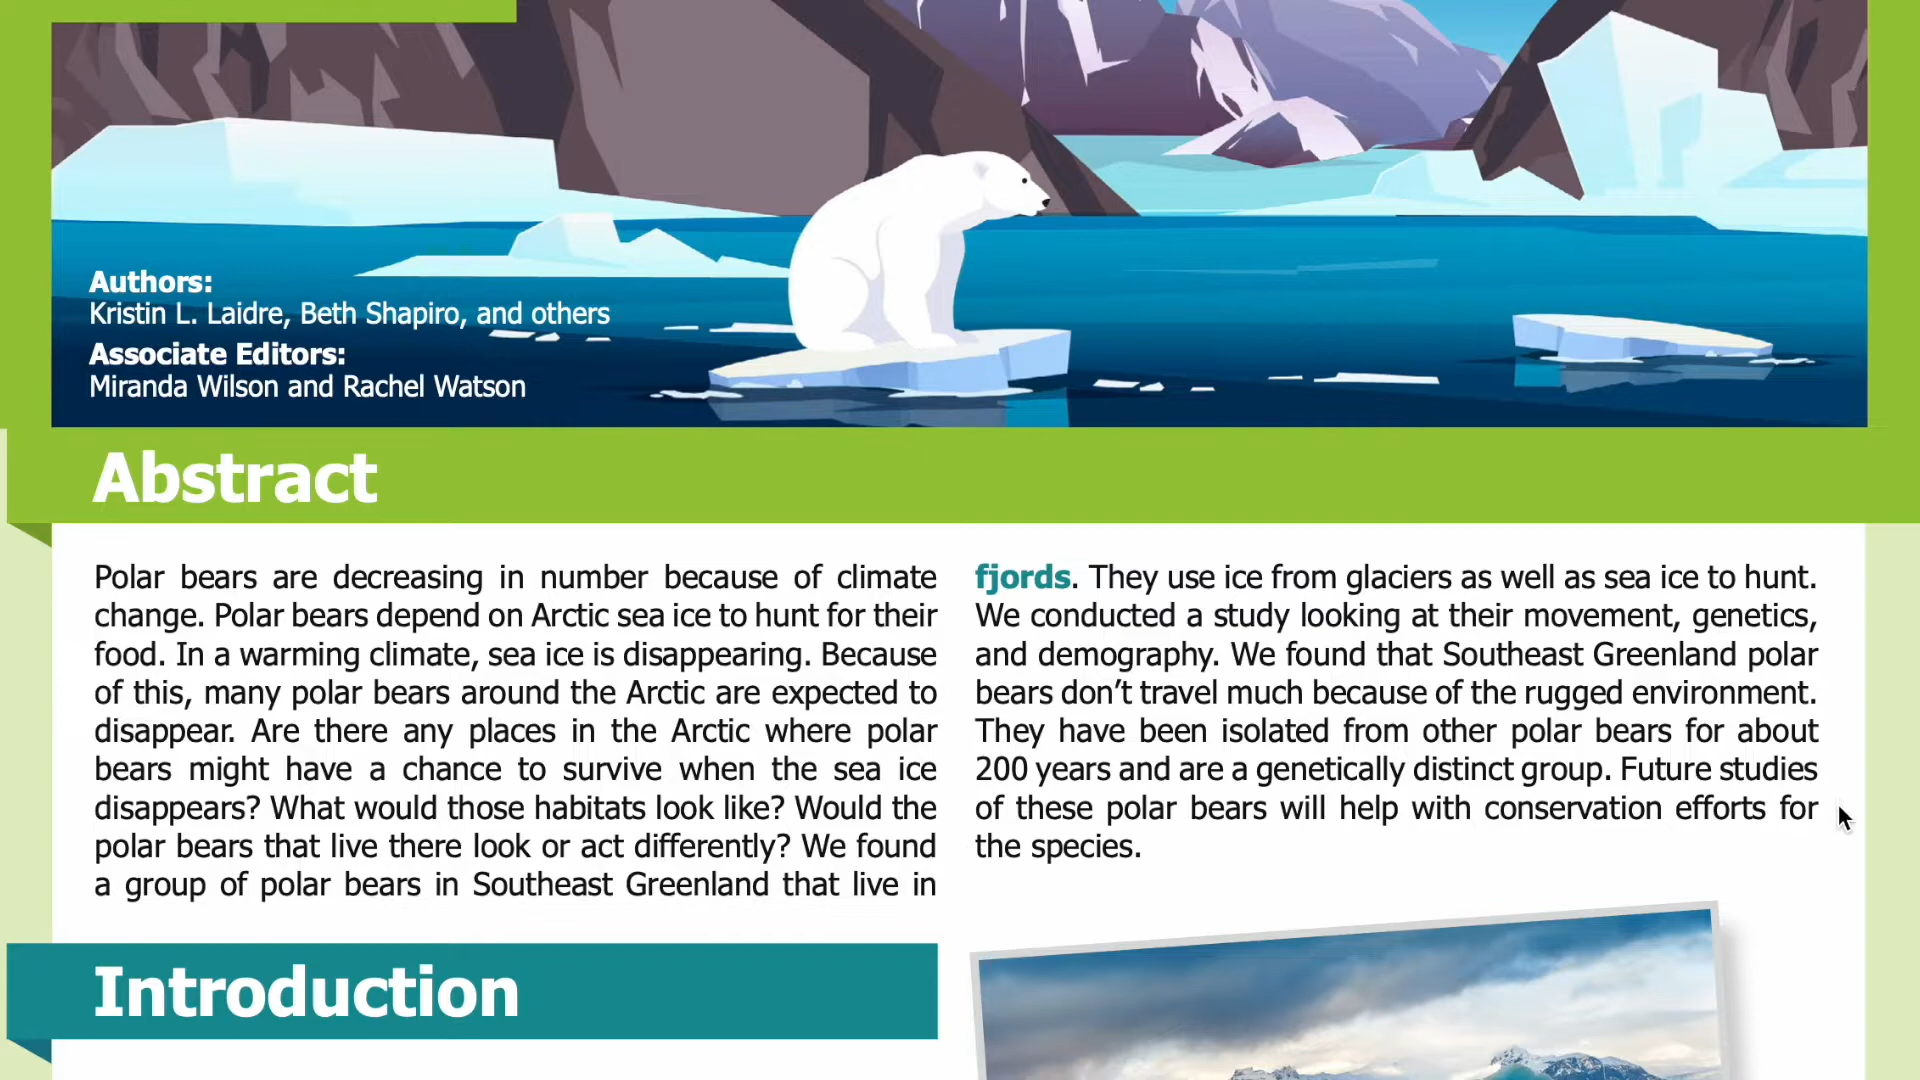 Authors:
Kristin L. Laidre, Beth Shapiro, and others
Associate Editors:
Miranda Wilson and Rachel Watson
Abstract
Polar bears are decreasing in number because of climate
change. Polar bears depend on Arctic sea ice to hunt for their
food. In a warming climate, sea ice is disappearing. Because
of this, many polar bears around the Arctic are expected to
disappear. Are there any places in the Arctic where polar
bears might have a chance to survive when the sea ice
disappears? What would those habitats look like? Would the
polar bears that live there look or act differently? We found
a group of polar bears in Southeast Greenland that live in
fjords. They use ice from glaciers as well as sea ice to hunt.
We conducted a study looking at their movement, genetics,
and demography. We found that Southeast Greenland polar
bears don’t travel much because of the rugged environment.
They have been isolated from other polar bears for about
200 years and are a genetically distinct group. Future studies
of these polar bears will help with conservation efforts for
the species.
Introduction